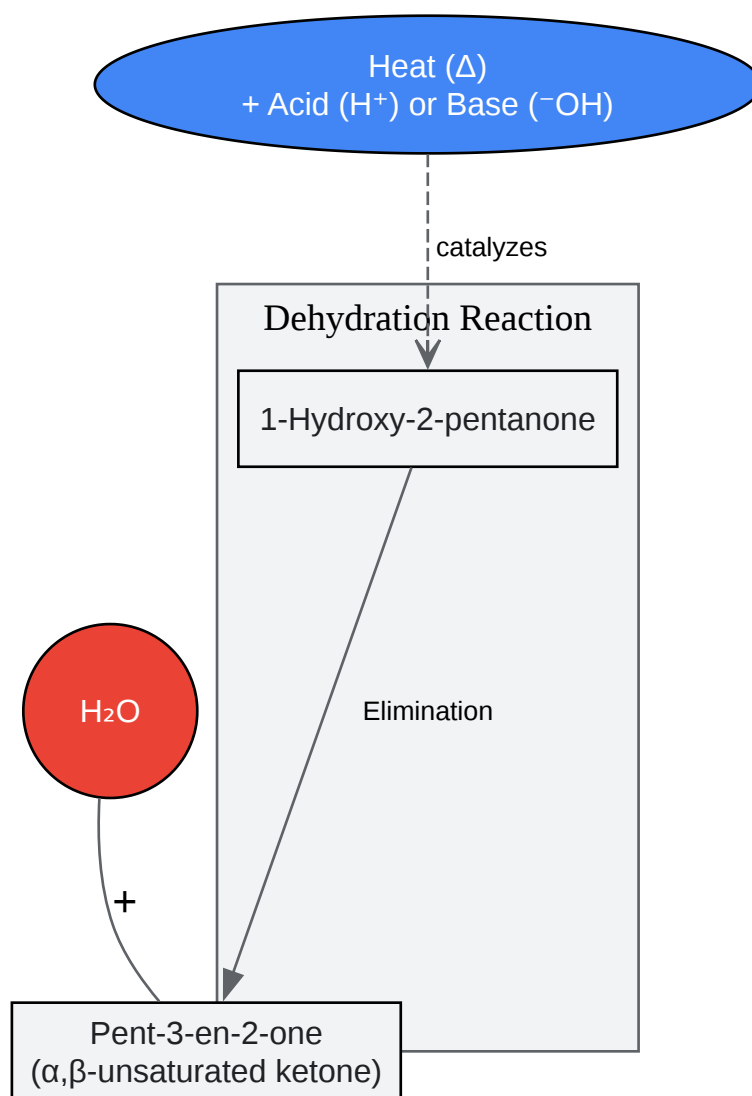 Heat (Δ)
+ Acid (H⁺) or Base (⁻OH)
catalyzes
Dehydration Reaction
1-Hydroxy-2-pentanone
Elimination
H₂O
+
Pent-3-en-2-one
(α,β-unsaturated ketone)